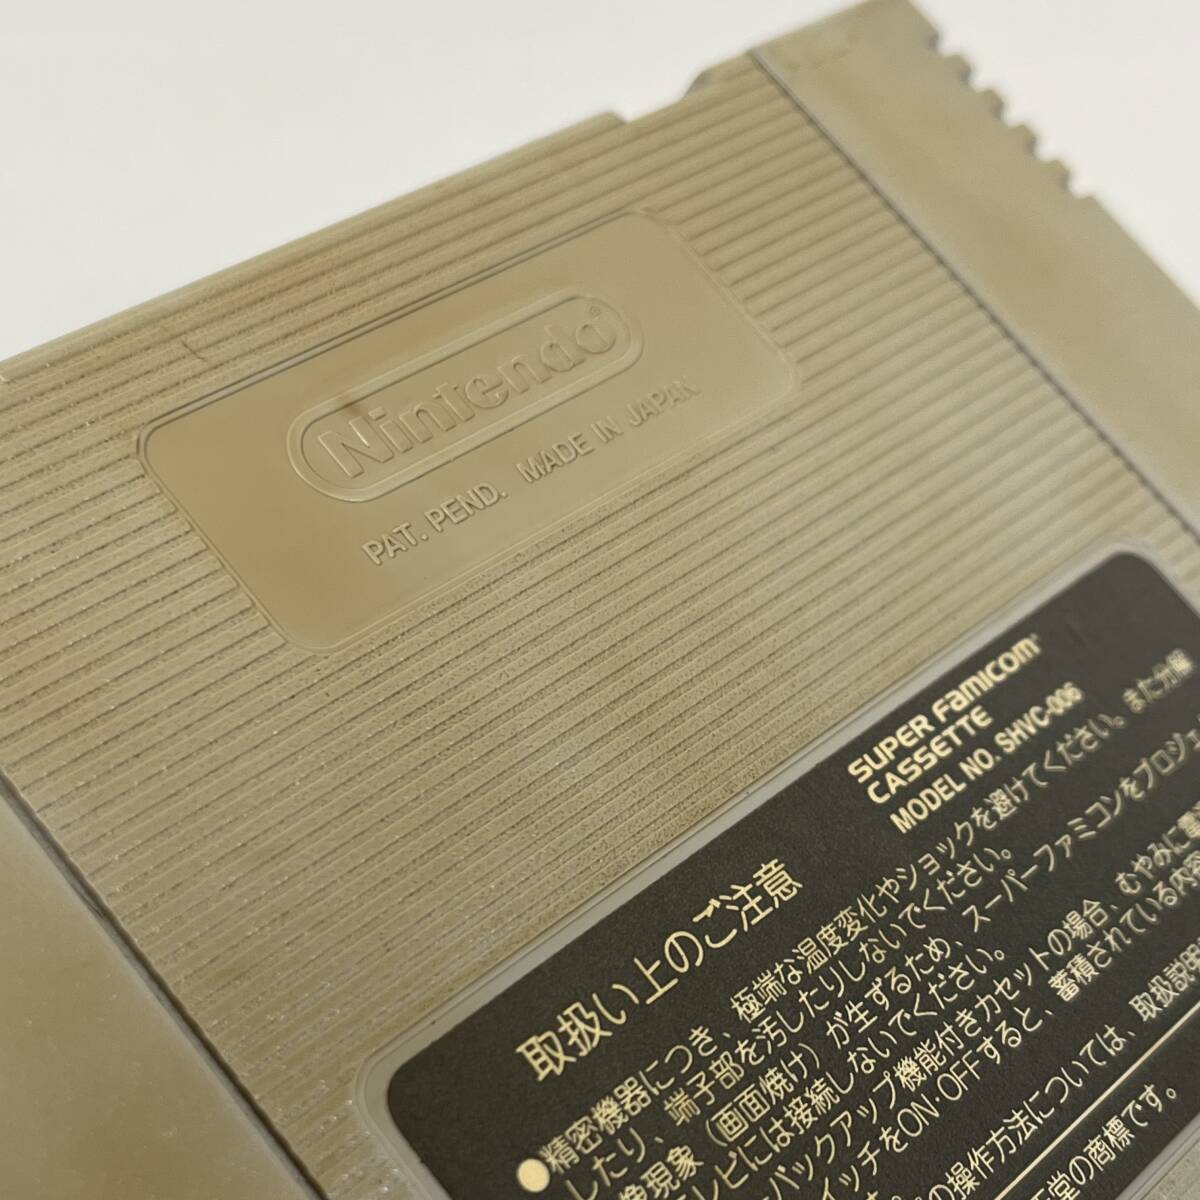 Nintendo®
PAT. PEND. MADE IN JAPAN
SUPER Famicom
CASSETTE
MODEL NO. SHVC-006
取扱い上のご注意
●精密機器につき、極端な温度変化やショックを避けてください。また分解
したり、端子部を汚したりしないでください。
像現象(画面焼け)が生ずるため、スーパーファミコンをプロジェ
レビには接続しないでください。
バックアップ機能付きカセットの場合、むやみに電
イッチをON・OFFすると、蓄積されている内容
の操作方法については、取扱説明
堂の商標です。